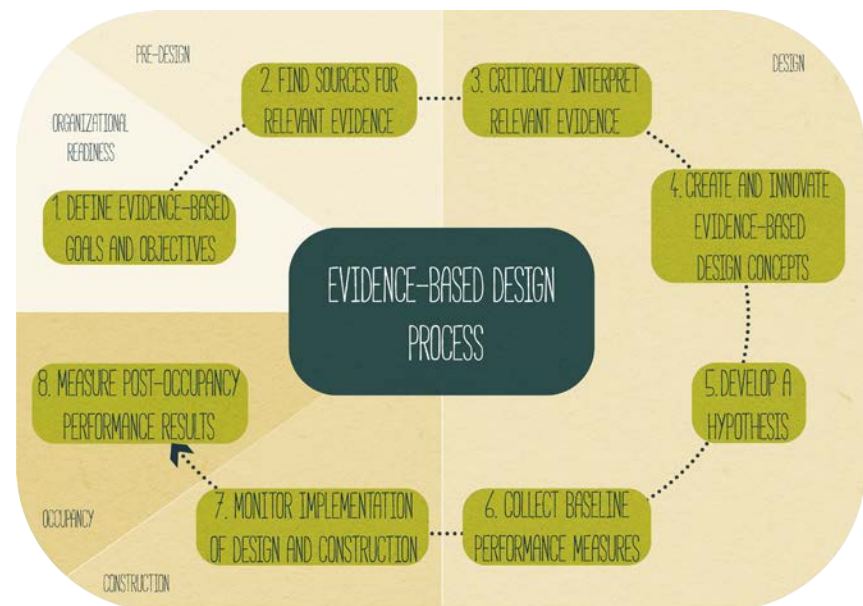 PRE-DESIGN
DESIGN
ORGANIZATIONAL
READINESS
1. DEFINE EVIDENCE-BASED
GOALS AND OBJECTIVES
2. FIND SOURCES FOR
RELEVANT EVIDENCE
3. CRITICALLY INTERPRET
RELEVANT EVIDENCE
4. CREATE AND INNOVATE
EVIDENCE-BASED
DESIGN CONCEPTS
EVIDENCE-BASED DESIGN
PROCESS
5. DEVELOP A
HYPOTHESIS
6. COLLECT BASELINE
PERFORMANCE MEASURES
7. MONITOR IMPLEMENTATION
OF DESIGN AND CONSTRUCTION
8. MEASURE POST-OCCUPANCY
PERFORMANCE RESULTS
OCCUPANCY
CONSTRUCTION